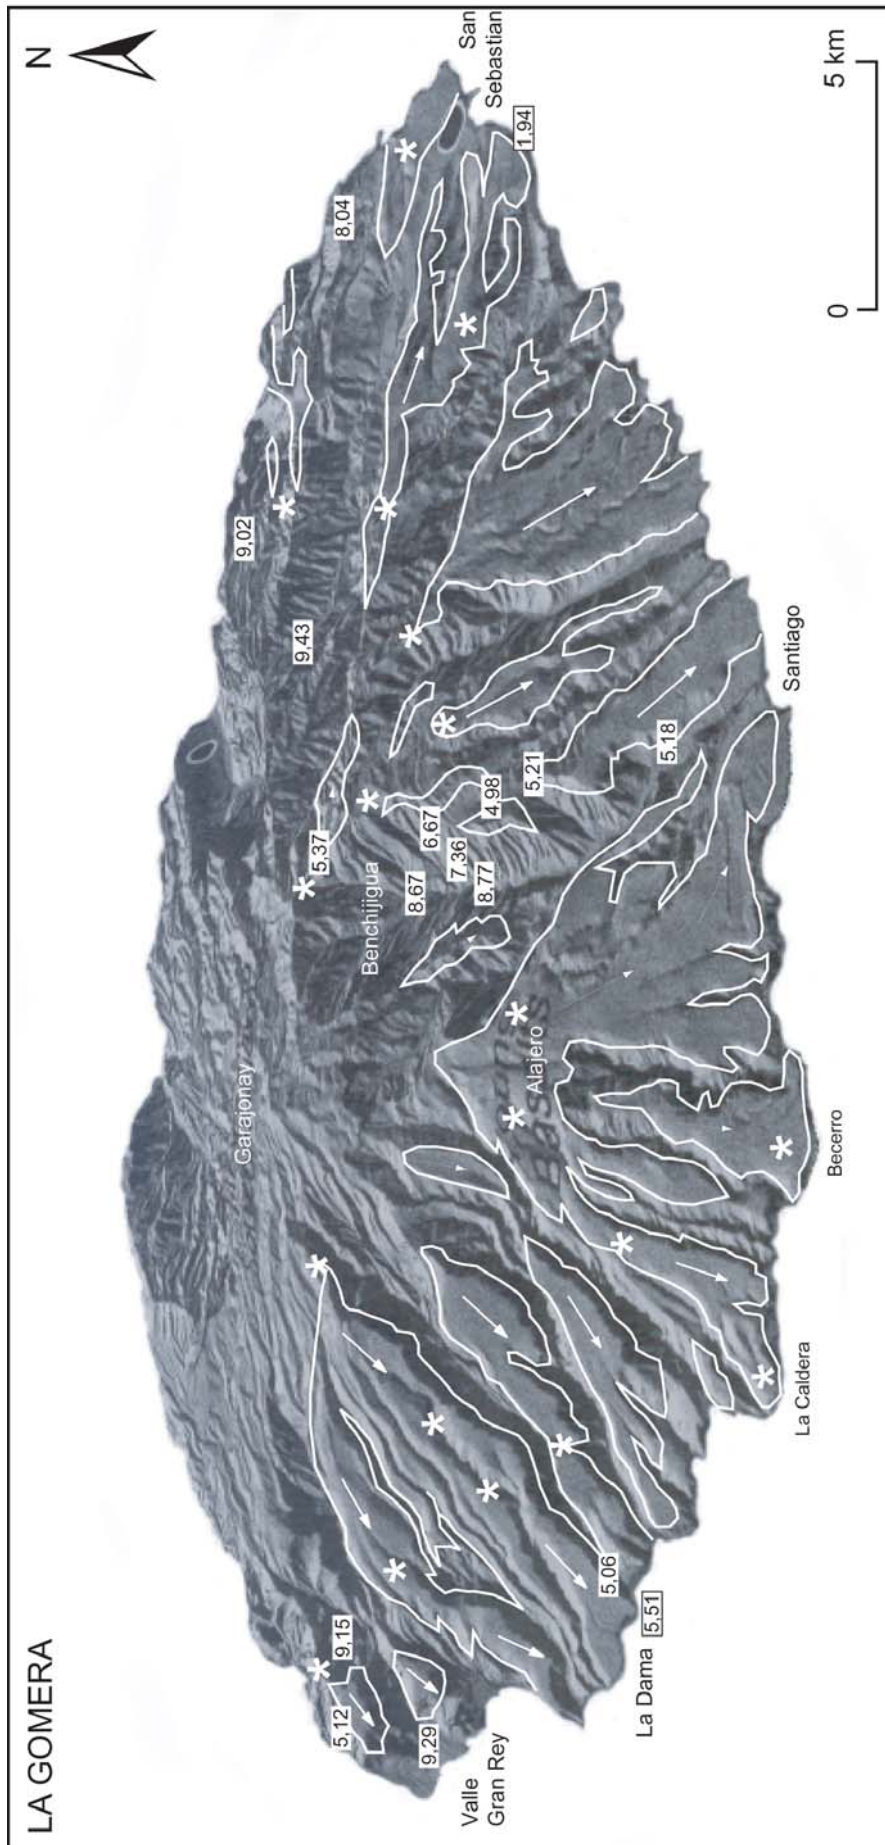 LA GOMERA
N
Garajonay
9,02
9,43
5,37
5,12
9,15
8,04
Benchijigua
8,67
9,29
6,67
7,36
San
Sebastian
Valle
Gran Rey
8,77
4,98
1,94
Alajero
5,21
5,06
La Dama
5,51
5,18
Santiago
La Caldera
Becerro
0
5 km